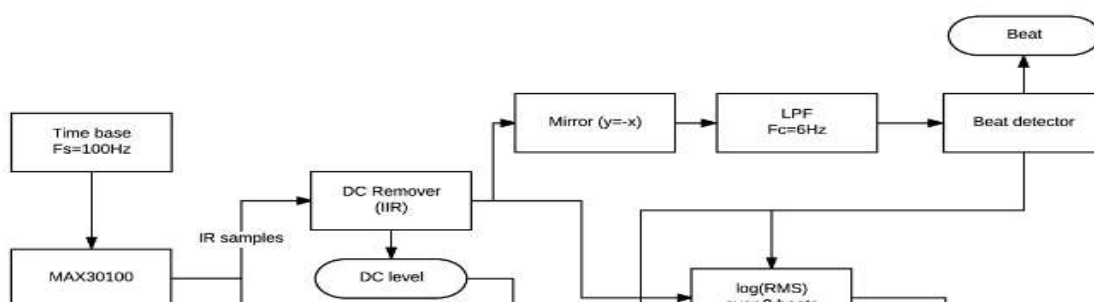 Beat
Mirror (y=-x)
LPF
Fc=6Hz
Beat detector
Time base
Fs=100Hz
DC Remover
(IIR)
IR samples
MAX30100
DC level
log(RMS)